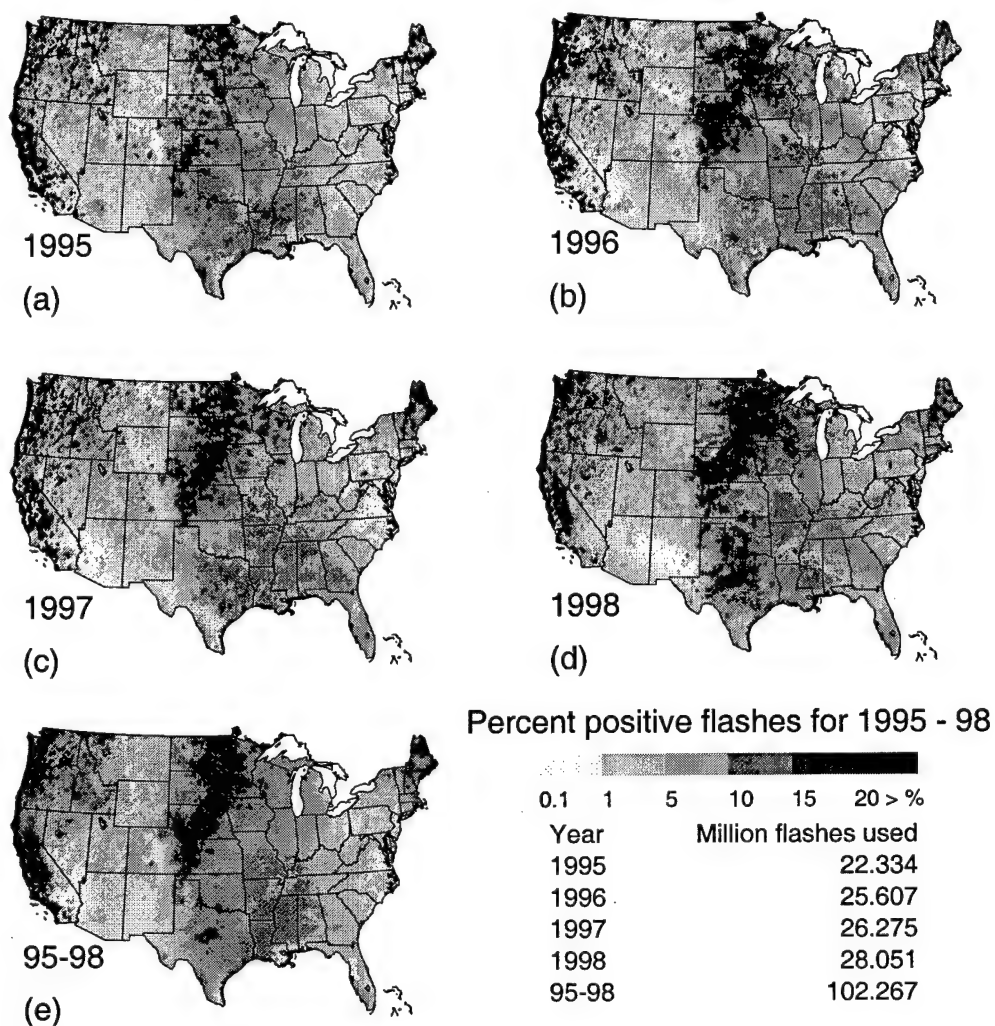 1995
(a)
1996
(b)
1997
(c)
1998
(d)
95-98
(e)
Percent positive flashes for 1995 - 98
0.1 1 5 10 15 20 > %
Year Million flashes used
1995 22.334
1996 25.607
1997 26.275
1998 28.051
95-98 102.267